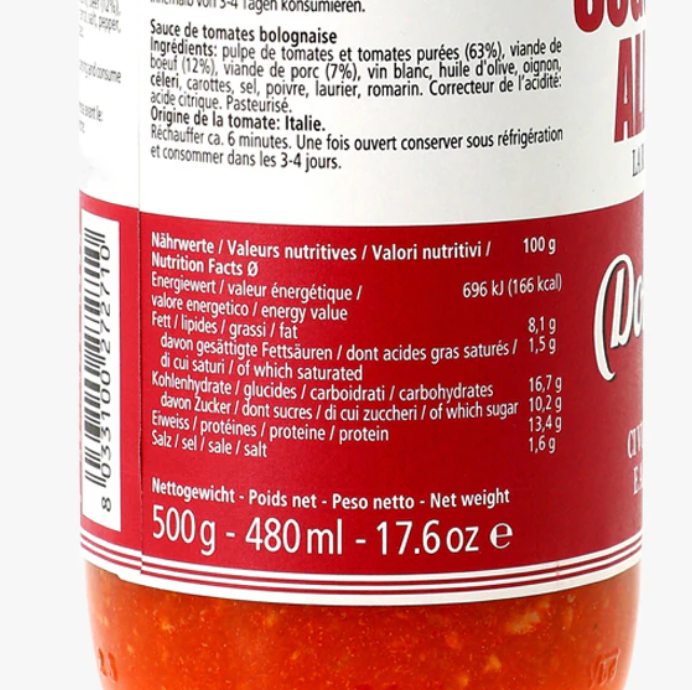 3-4 Tagen konsumieren.
Sauce de tomates bolognaise
Ingrédients: pulpe de tomates et tomates purées (63%), viande de
boeuf (12%), viande de porc (7%), vin blanc, huile d'olive, oignon,
céleri, carottes, sel, poivre, laurier, romarin. Correcteur de l'acidité:
acide citrique. Pasteurisé.
Origine de la tomate: Italie.
Réchauffer ca. 6 minutes. Une fois ouvert conserver sous réfrigération
et consommer dans les 3-4 jours.
Nährwerte / Valeurs nutritives / Valori nutritivi / 100 g
Nutrition Facts Ø
Energiewert / valeur énergétique / 696 kJ (166 kcal)
valore energetico / energy value
Fett / lipides / grassi / fat 8,1 g
davon gesättigte Fettsäuren / dont acides gras saturés / 1,5 g
di cui saturi / of which saturated
Kohlenhydrate / glucides / carboidrati / carbohydrates 16,7 g
davon Zucker / dont sucres / di cui zuccheri / of which sugar 10,2 g
Eiweiss / protéines / proteine / protein 13,4 g
Salz / sel / sale / salt 1,6 g
Nettogewicht - Poids net - Peso netto - Net weight
500 g - 480 ml - 17.6 oz e
8 033100 272710